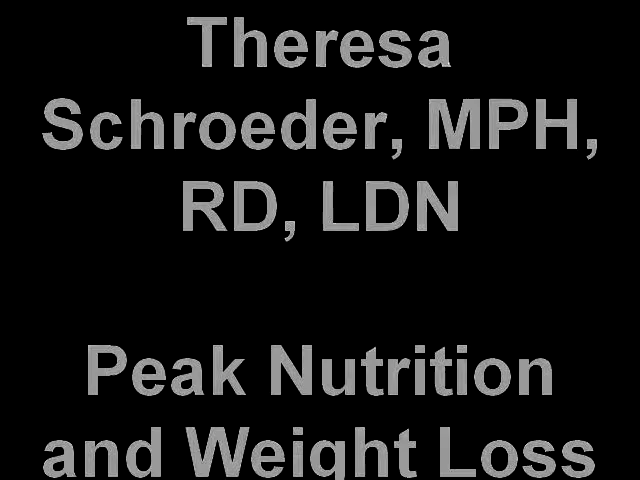 Theresa
Schroeder, MPH,
RD, LDN
Peak Nutrition
and Weight Loss